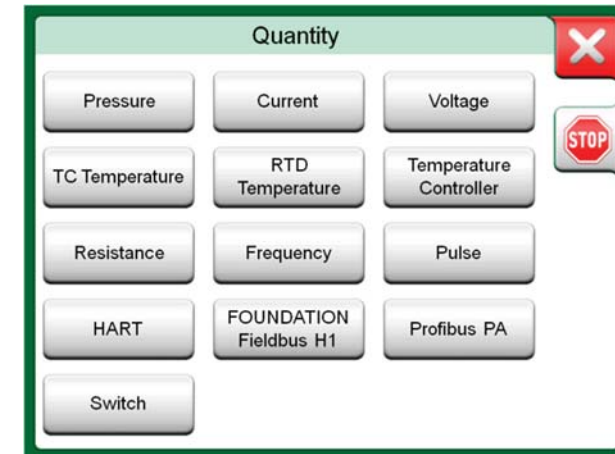 Quantity
Pressure
Current
Voltage
STOP
TC Temperature
RTD
Temperature
Temperature
Controller
Resistance
Frequency
Pulse
HART
FOUNDATION
Fieldbus H1
Profibus PA
Switch